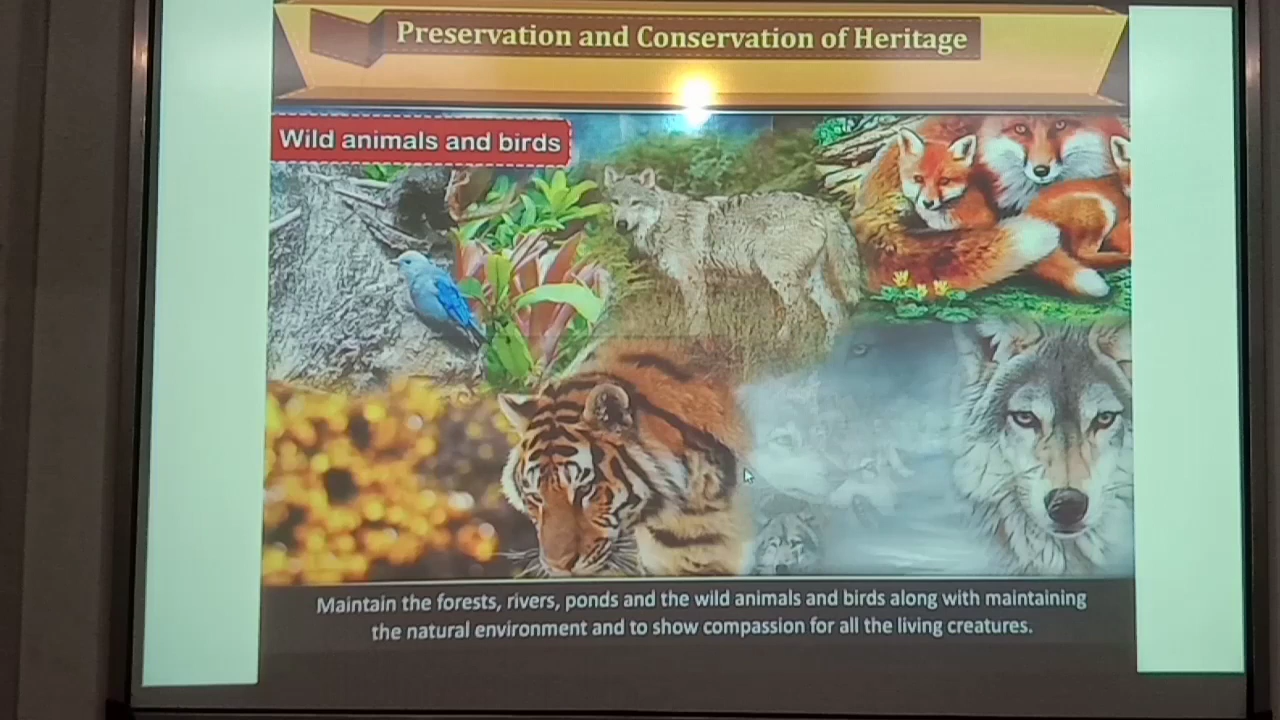 Preservation and Conservation of Heritage
Wild animals and birds
Maintain the forests, rivers, ponds and the wild animals and birds along with maintaining
the natural environment and to show compassion for all the living creatures.